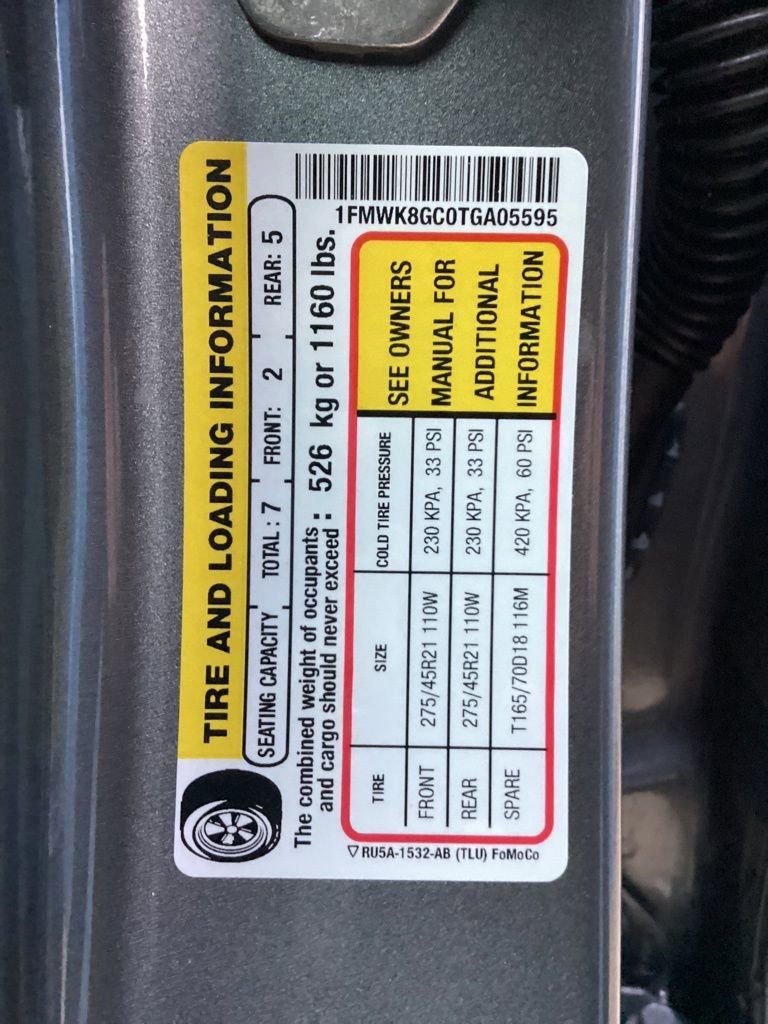 TIRE AND LOADING INFORMATION
SEATING CAPACITY TOTAL : 7 FRONT: 2 REAR: 5
The combined weight of occupants
and cargo should never exceed : 526 kg or 1160 lbs.
1FMWK8GC0TGA05595
TIRE SIZE COLD TIRE PRESSURE
FRONT 275/45R21 110W 230 KPA, 33 PSI
REAR 275/45R21 110W 230 KPA, 33 PSI
SPARE T165/70D18 116M 420 KPA, 60 PSI
SEE OWNERS
MANUAL FOR
ADDITIONAL
INFORMATION
▽ RU5A-1532-AB (TLU) FoMoCo